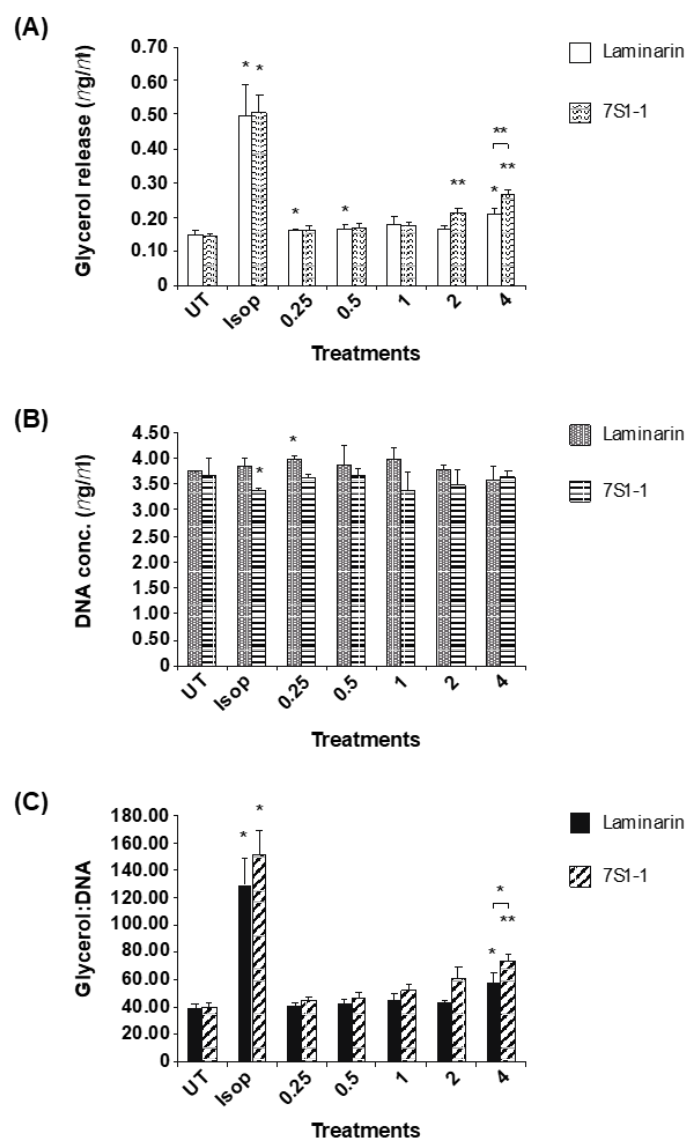 (A)
Glycerol release (mg/ml)
0.70
0.60
0.50
0.40
0.30
0.20
0.10
0
* *
*
*
**
**
* **
UT Isop 0.25 0.5 1 2 4
Treatments
Laminarin
7S1-1
(B)
DNA conc. (mg/ml)
4.50
4.00
3.50
3.00
2.50
2.00
1.50
1.00
0.50
0
*
*
UT Isop 0.25 0.5 1 2 4
Treatments
Laminarin
7S1-1
(C)
Glycerol:DNA
180.00
160.00
140.00
120.00
100.00
80.00
60.00
40.00
20.00
0
* *
*
* **
UT Isop 0.25 0.5 1 2 4
Treatments
Laminarin
7S1-1